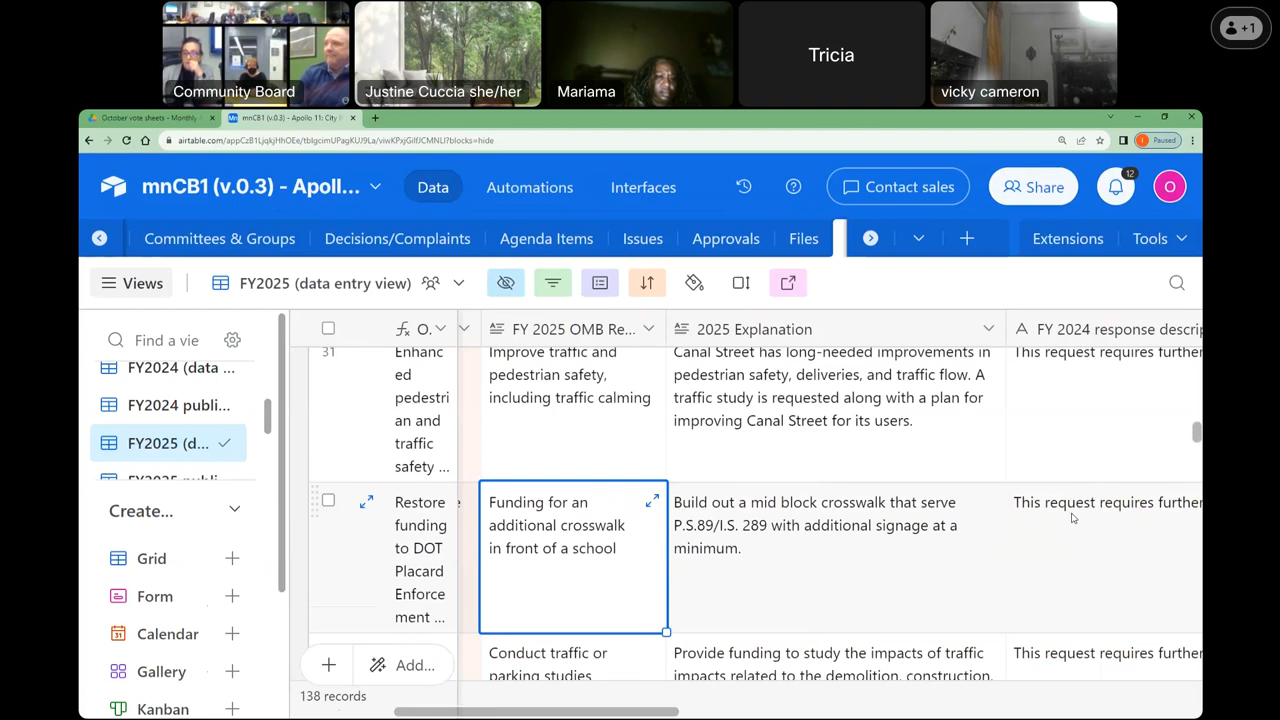 +1
Community Board
Justine Cuccia she/her
Mariama
Tricia
vicky cameron
October vote sheets - Monthly
mnCB1 (v.0.3) - Apollo 11: City B
airtable.com/appCzB1LjqkjHhOEe/tblgcimUPagKUJ9La/viwKPxjGilfJCMNLI?blocks=hide
Paused
mnCB1 (v.0.3) - Apoll...
Data
Automations
Interfaces
Contact sales
Share
12
O
Committees & Groups
Decisions/Complaints
Agenda Items
Issues
Approvals
Files
Extensions
Tools
Views
FY2025 (data entry view)
Find a vie
FY2024 (data ...
FY2024 publi...
FY2025 (d...
Create...
Grid
Form
Calendar
Gallery
Kanban
O.
FY 2025 OMB Re...
2025 Explanation
FY 2024 response descrip
31
Enhanc
ed
pedestri
an and
traffic
safety ...
Improve traffic and
pedestrian safety,
including traffic calming
Canal Street has long-needed improvements in
pedestrian safety, deliveries, and traffic flow. A
traffic study is requested along with a plan for
improving Canal Street for its users.
This request requires further
Restore
funding
to DOT
Placard
Enforce
ment ...
Funding for an
additional crosswalk
in front of a school
Build out a mid block crosswalk that serve
P.S.89/I.S. 289 with additional signage at a
minimum.
This request requires further
Conduct traffic or
parking studies
Provide funding to study the impacts of traffic
impacts related to the demolition, construction,
This request requires further
Add...
138 records